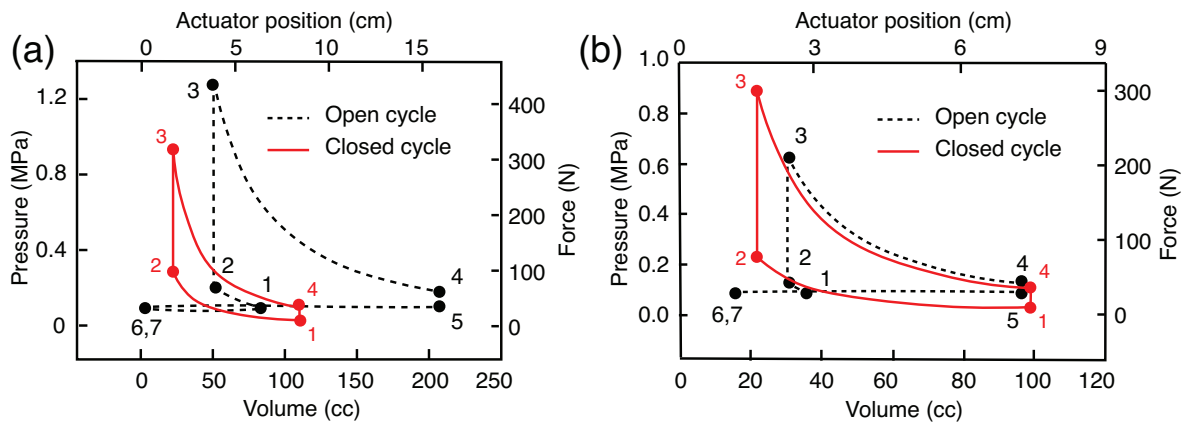 (a)
Actuator position (cm)
0 5 10 15
Pressure (MPa)
1.2
0.8
0.4
0
Force (N)
400
300
200
100
0
Open cycle
Closed cycle
3
3
2
2
1
4
4
5
1
6,7
0 50 100 150 200 250
Volume (cc)
(b)
Actuator position (cm)
0 3 6 9
Pressure (MPa)
1.0
0.8
0.6
0.4
0.2
0.0
Force (N)
300
200
100
0
Open cycle
Closed cycle
3
3
2
2
1
4
4
6,7
5
1
0 20 40 60 80 100 120
Volume (cc)